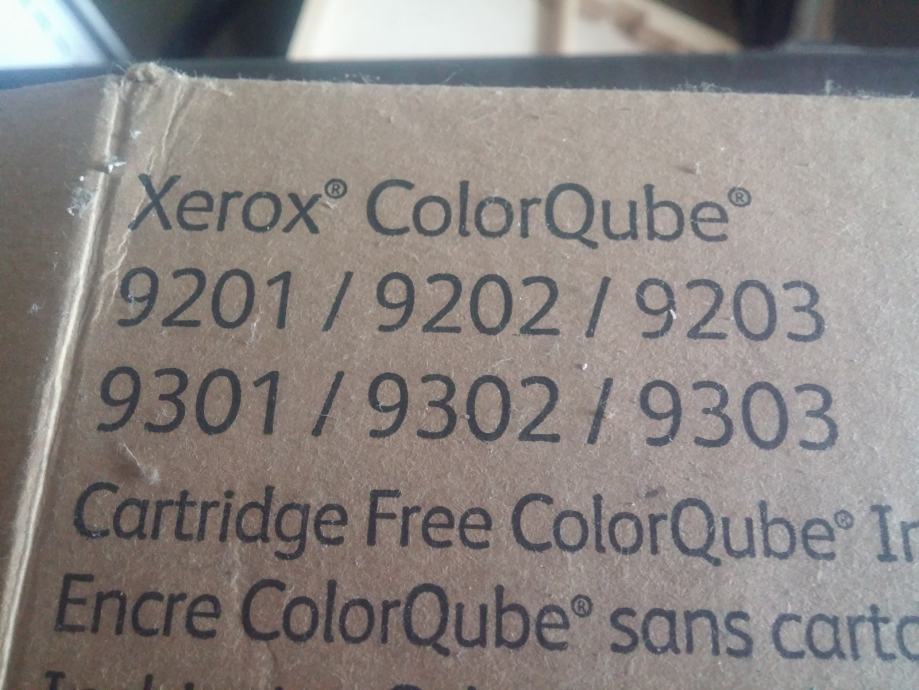 Xerox® ColorQube®
9201 / 9202 / 9203
9301 / 9302 / 9303
Cartridge Free ColorQube®
Encre ColorQube® sans